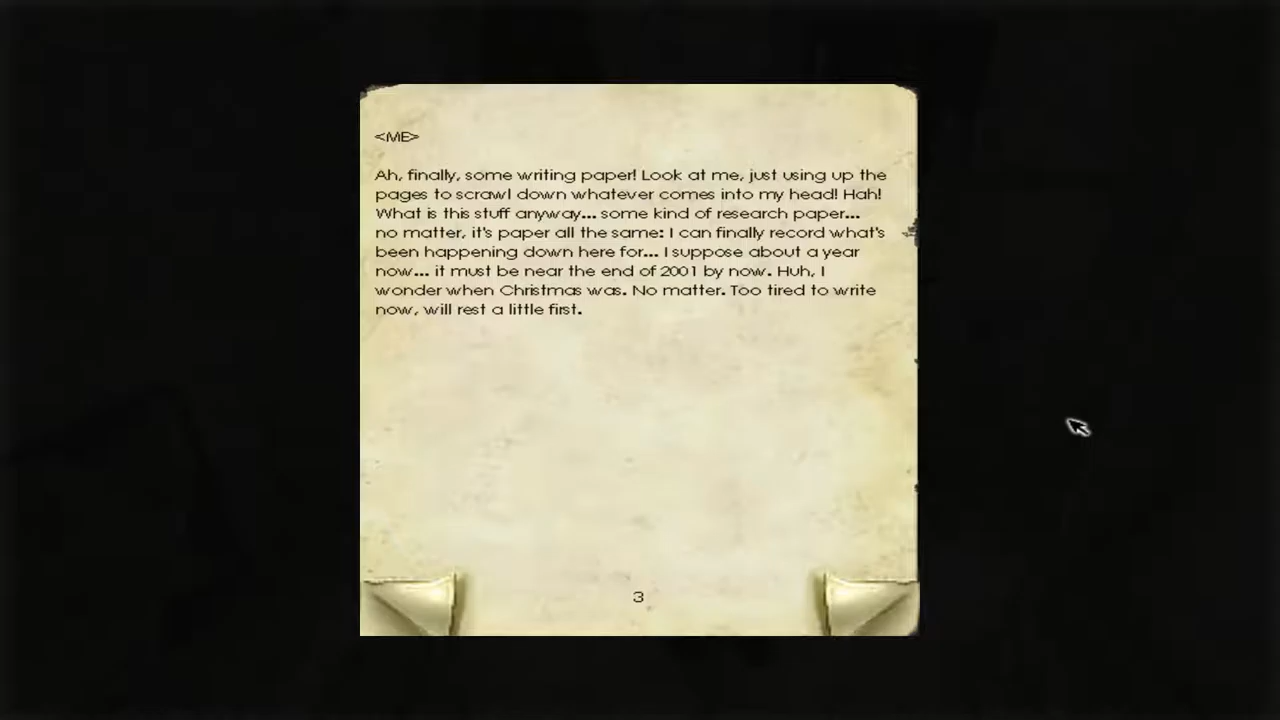 <ME>
Ah, finally, some writing paper! Look at me, just using up the
pages to scrawl down whatever comes into my head! Hah!
What is this stuff anyway... some kind of research paper...
no matter, it's paper all the same: I can finally record what's
been happening down here for... I suppose about a year
now... it must be near the end of 2001 by now. Huh, I
wonder when Christmas was. No matter. Too tired to write
now, will rest a little first.
3